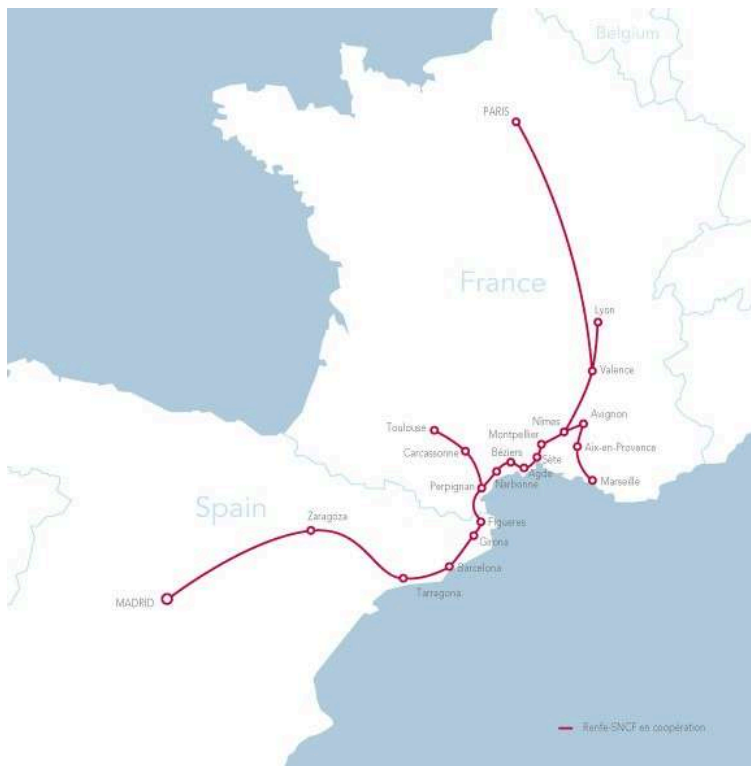 Belgium
PARIS
France
Lyon
Valence
Nîmes
Avignon
Toulouse
Montpellier
Aix-en-Provence
Carcassonne
Béziers
Sète
Agde
Marseille
Perpignan
Narbonne
Spain
Zaragoza
Figueres
Girona
Barcelona
MADRID
Tarragona
Renfe-SNCF en coopération